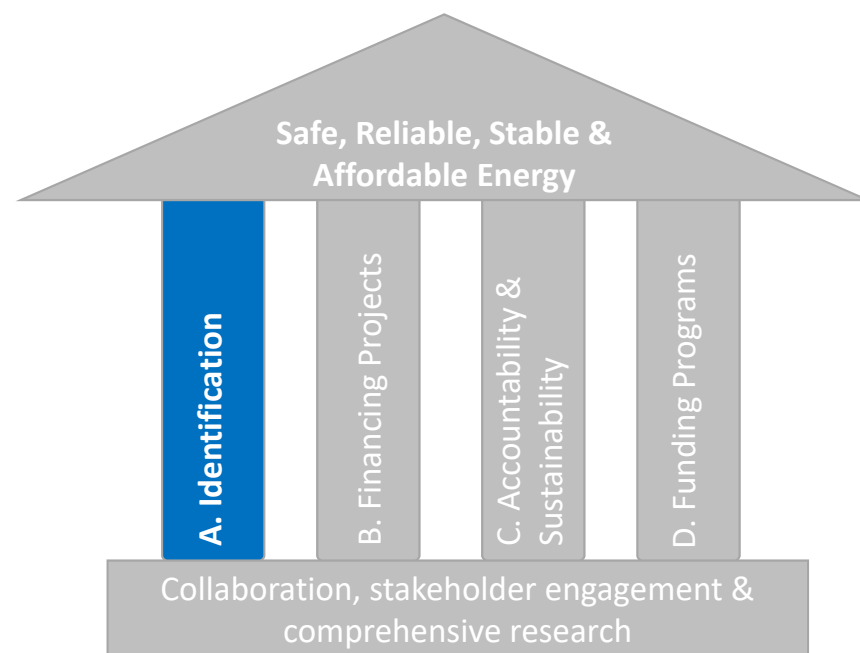 Safe, Reliable, Stable &
Affordable Energy
A. Identification
B. Financing Projects
C. Accountability &
Sustainability
D. Funding Programs
Collaboration, stakeholder engagement &
comprehensive research